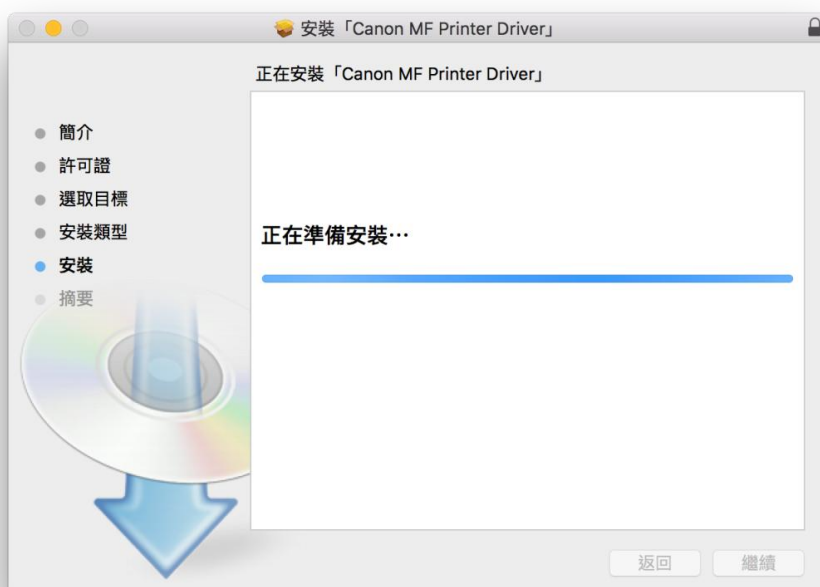 安裝「Canon MF Printer Driver」
正在安裝「Canon MF Printer Driver」
簡介
許可證
選取目標
安裝類型
安裝
摘要
正在準備安裝⋯
返回
繼續